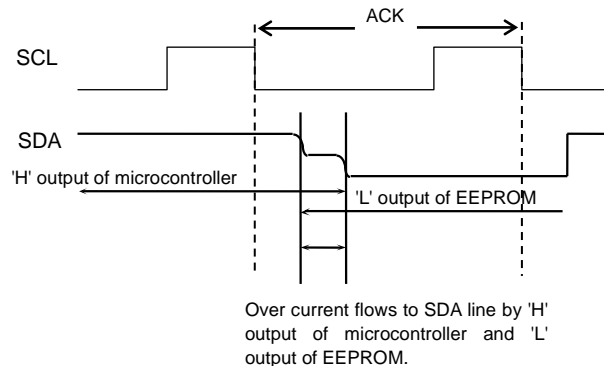 ACK
SCL
SDA
'H' output of microcontroller
'L' output of EEPROM
Over current flows to SDA line by 'H'
output of microcontroller and 'L'
output of EEPROM.